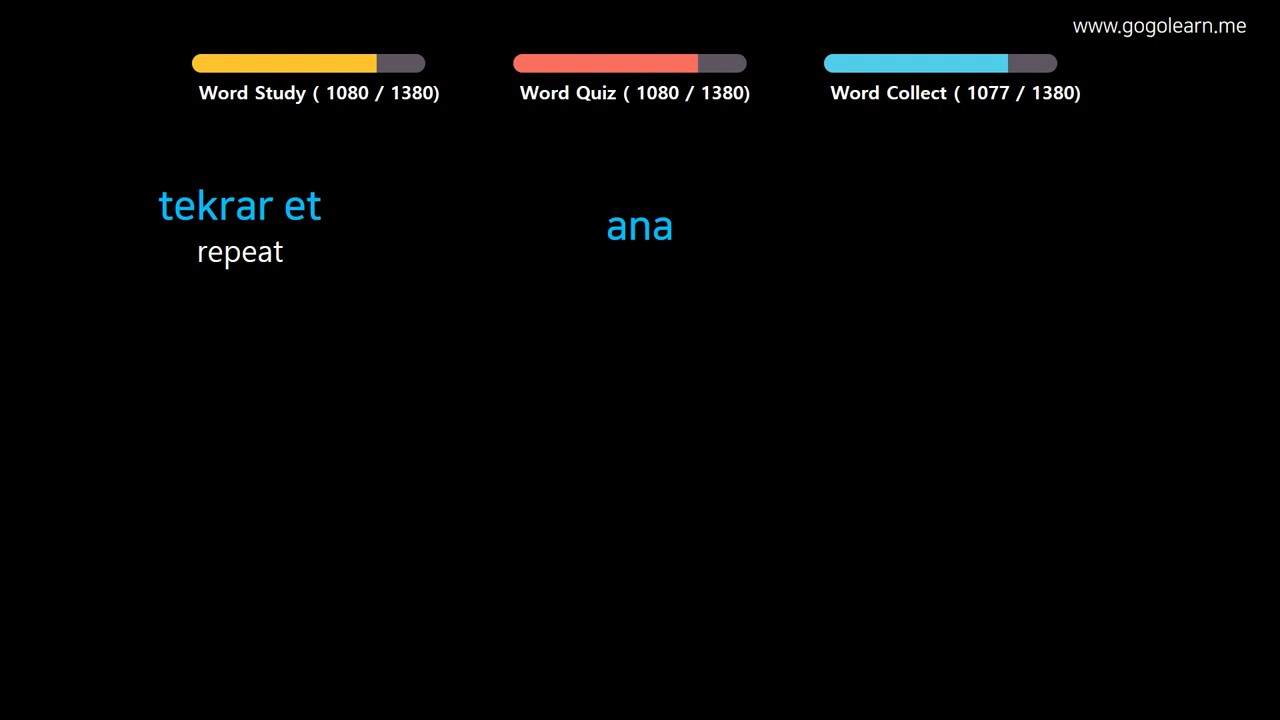 www.gogolearn.me
Word Study ( 1080 / 1380)
Word Quiz ( 1080 / 1380)
Word Collect ( 1077 / 1380)
tekrar et
repeat
ana